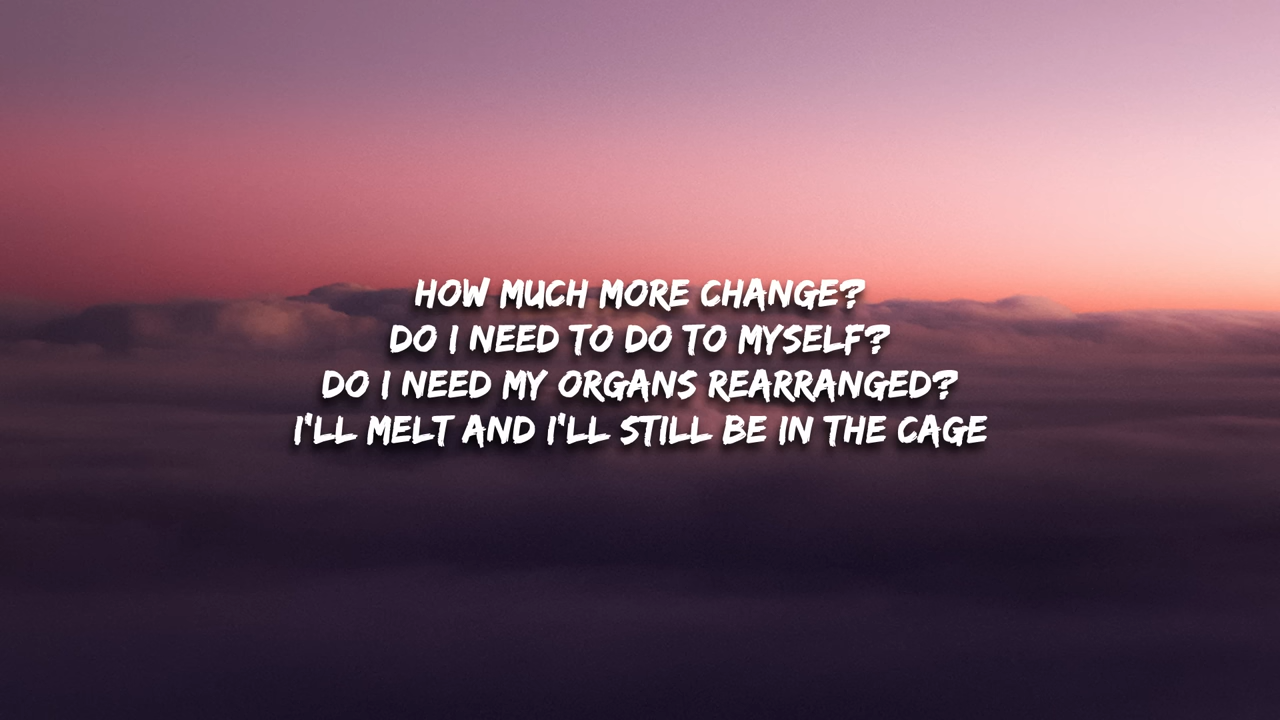 HOW MUCH MORE CHANGE?
DO I NEED TO DO TO MYSELF?
DO I NEED MY ORGANS REARRANGED?
I'LL MELT AND I'LL STILL BE IN THE CAGE